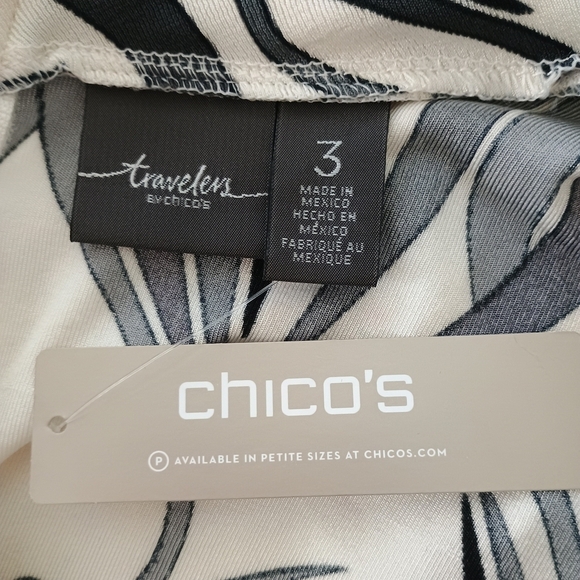 travelers
BY CHICO'S
3
MADE IN
MEXICO
HECHO EN
MÉXICO
FABRIQUÉ AU
MEXIQUE
chico's
P AVAILABLE IN PETITE SIZES AT CHICOS.COM